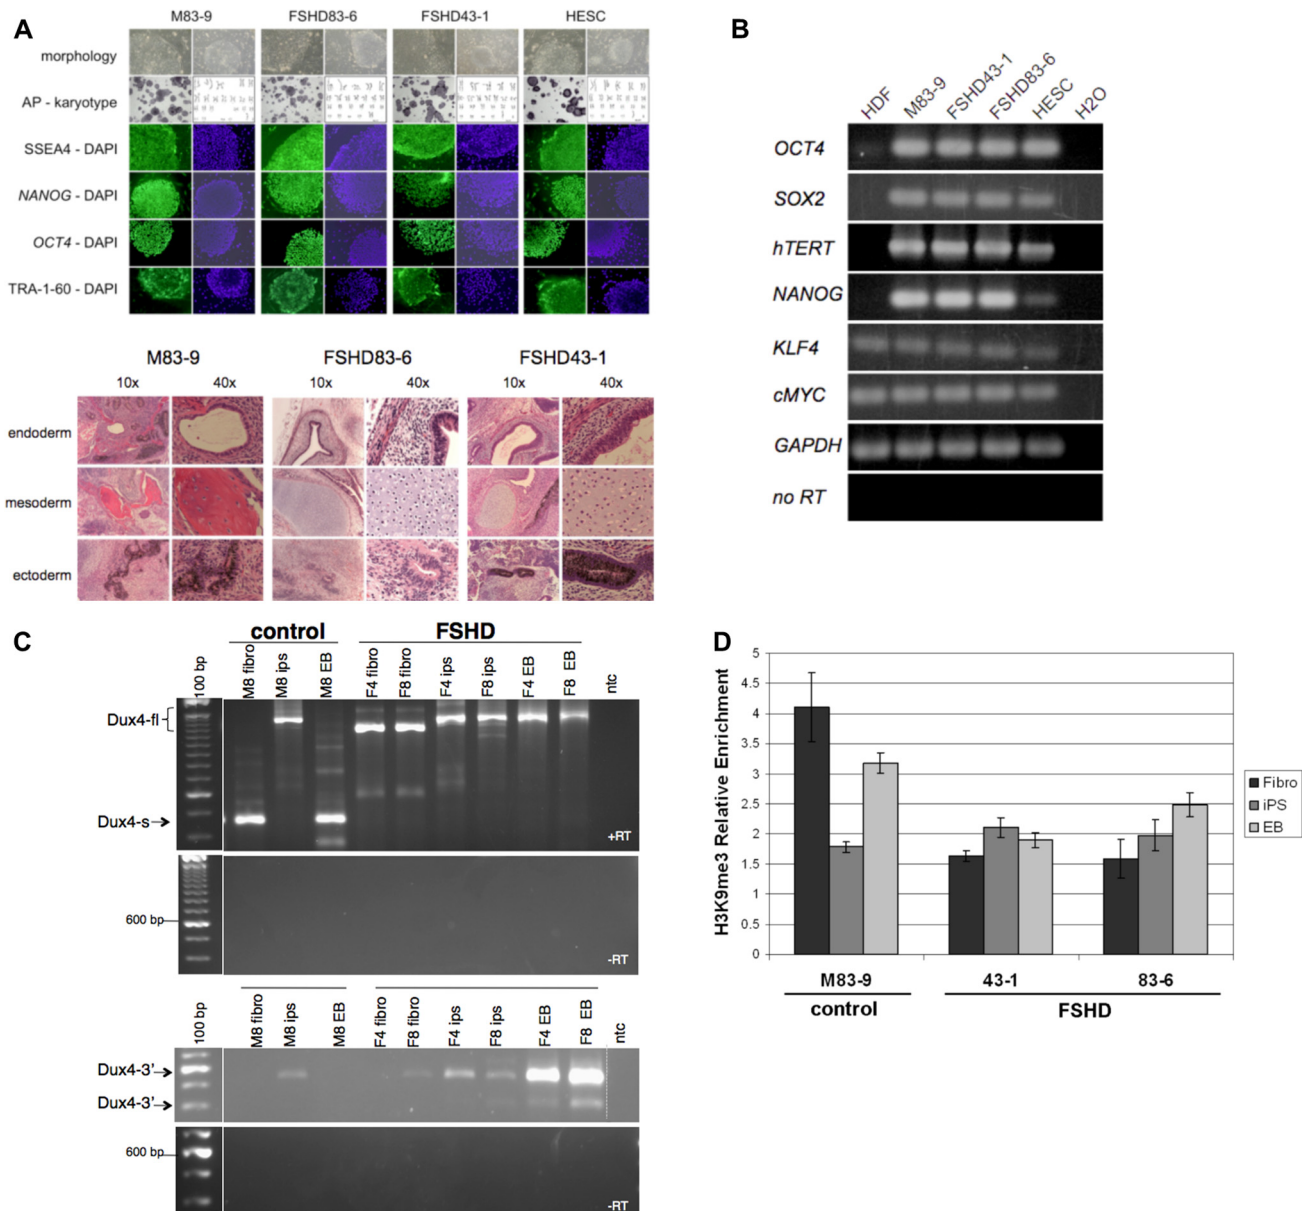 A
M83-9 FSHD83-6 FSHD43-1 HESC
morphology
AP - karyotype
SSEA4 - DAPI
NANOG - DAPI
OCT4 - DAPI
TRA-1-60 - DAPI
M83-9 FSHD83-6 FSHD43-1
10x 40x 10x 40x 10x 40x
endoderm
mesoderm
ectoderm
B
HDF M83-9 FSHD43-1 FSHD83-6 HESC H2O
OCT4
SOX2
hTERT
NANOG
KLF4
cMYC
GAPDH
no RT
C
control FSHD
100 bp M8 fibro M8 ips M8 EB F4 fibro F8 fibro F4 ips F8 ips F4 EB F8 EB ntc
Dux4-fl
Dux4-s
+RT
600 bp
-RT
100 bp M8 fibro M8 ips M8 EB F4 fibro F8 fibro F4 ips F8 ips F4 EB F8 EB ntc
Dux4-3'
Dux4-3'
600 bp
-RT
D
H3K9me3 Relative Enrichment
5
4.5
4
3.5
3
2.5
2
1.5
1
0.5
0
M83-9 43-1 83-6
control FSHD
Fibro
iPS
EB